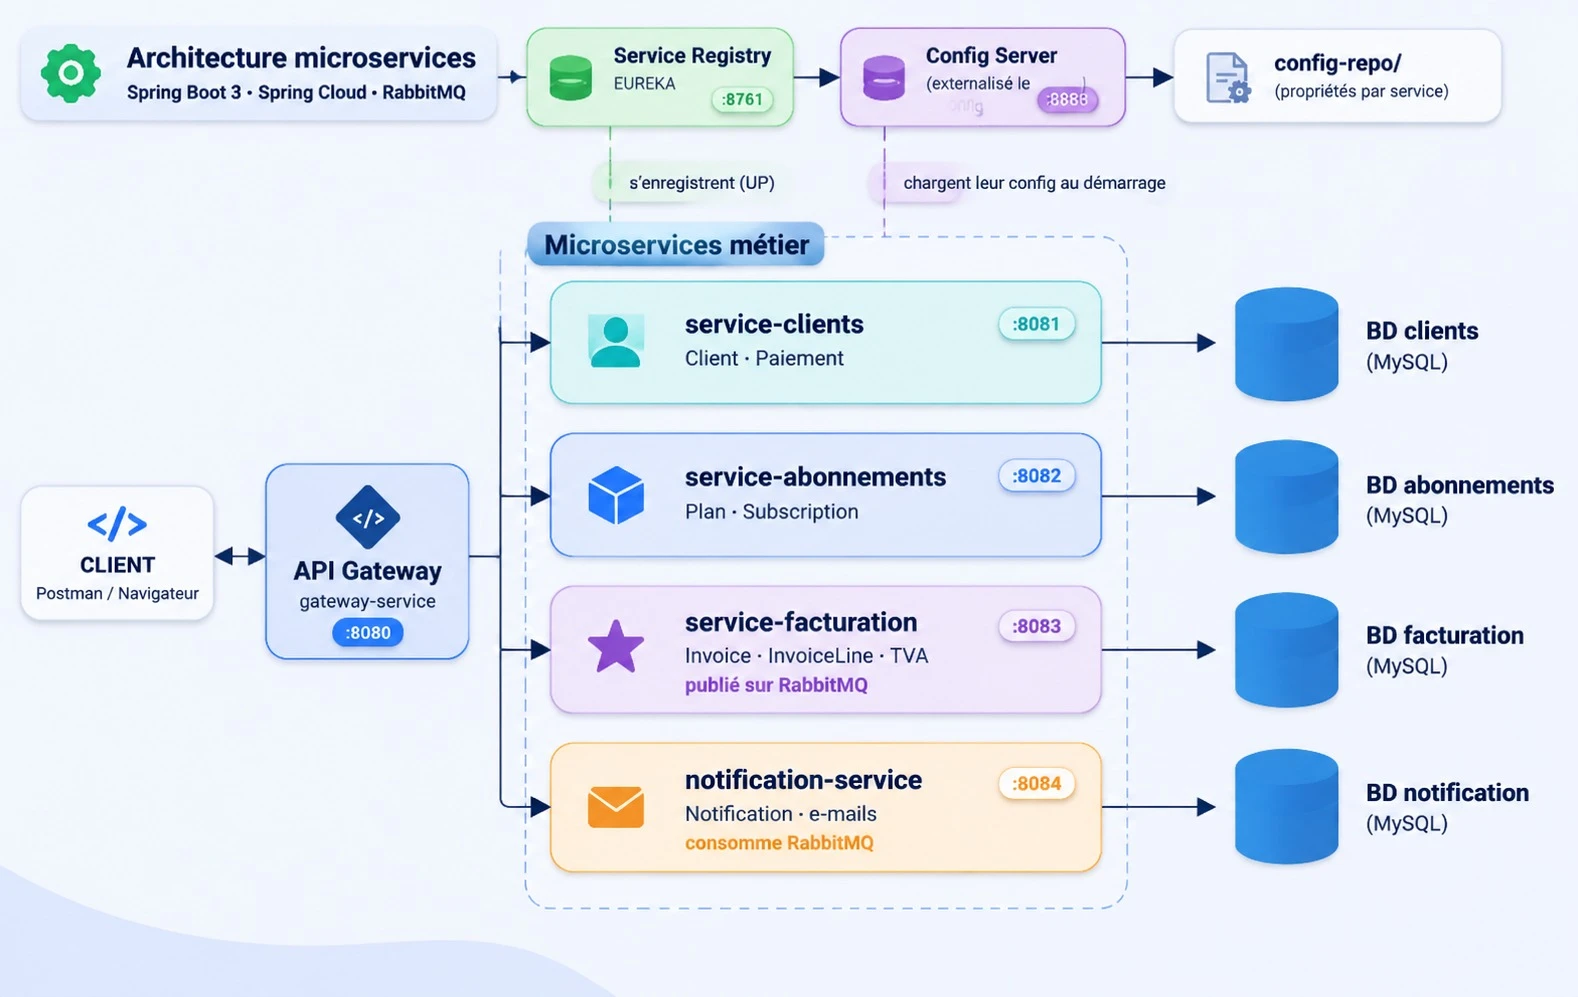 Architecture microservices
Spring Boot 3 • Spring Cloud • RabbitMQ
Service Registry
EUREKA
:8761
Config Server
(externalisé le )
:8888
config-repo/
(propriétés par service)
s'enregistrent (UP)
chargent leur config au démarrage
Microservices métier
service-clients
Client · Paiement
:8081
BD clients
(MySQL)
service-abonnements
Plan · Subscription
:8082
BD abonnements
(MySQL)
</>
CLIENT
Postman / Navigateur
</>
API Gateway
gateway-service
:8080
service-facturation
Invoice · InvoiceLine · TVA
publié sur RabbitMQ
:8083
BD facturation
(MySQL)
notification-service
Notification · e-mails
consomme RabbitMQ
:8084
BD notification
(MySQL)